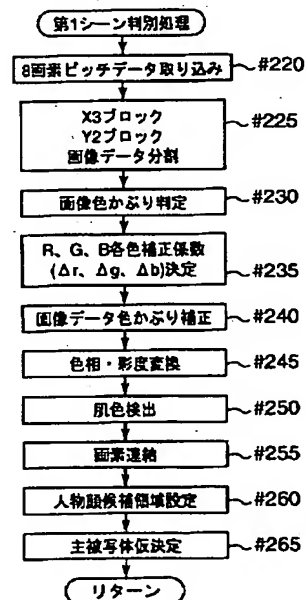 第1シーン判別処理
8画素ピッチデータ取り込み
#220
X3ブロック
Y2ブロック
画像データ分割
#225
画像色かぶり判定
#230
R、G、B各色補正係数
(Δr、Δg、Δb)決定
#235
画像データ色かぶり補正
#240
色相・彩度変換
#245
肌色検出
#250
画素連結
#255
人物顔候補領域設定
#260
主被写体仮決定
#265
リターン